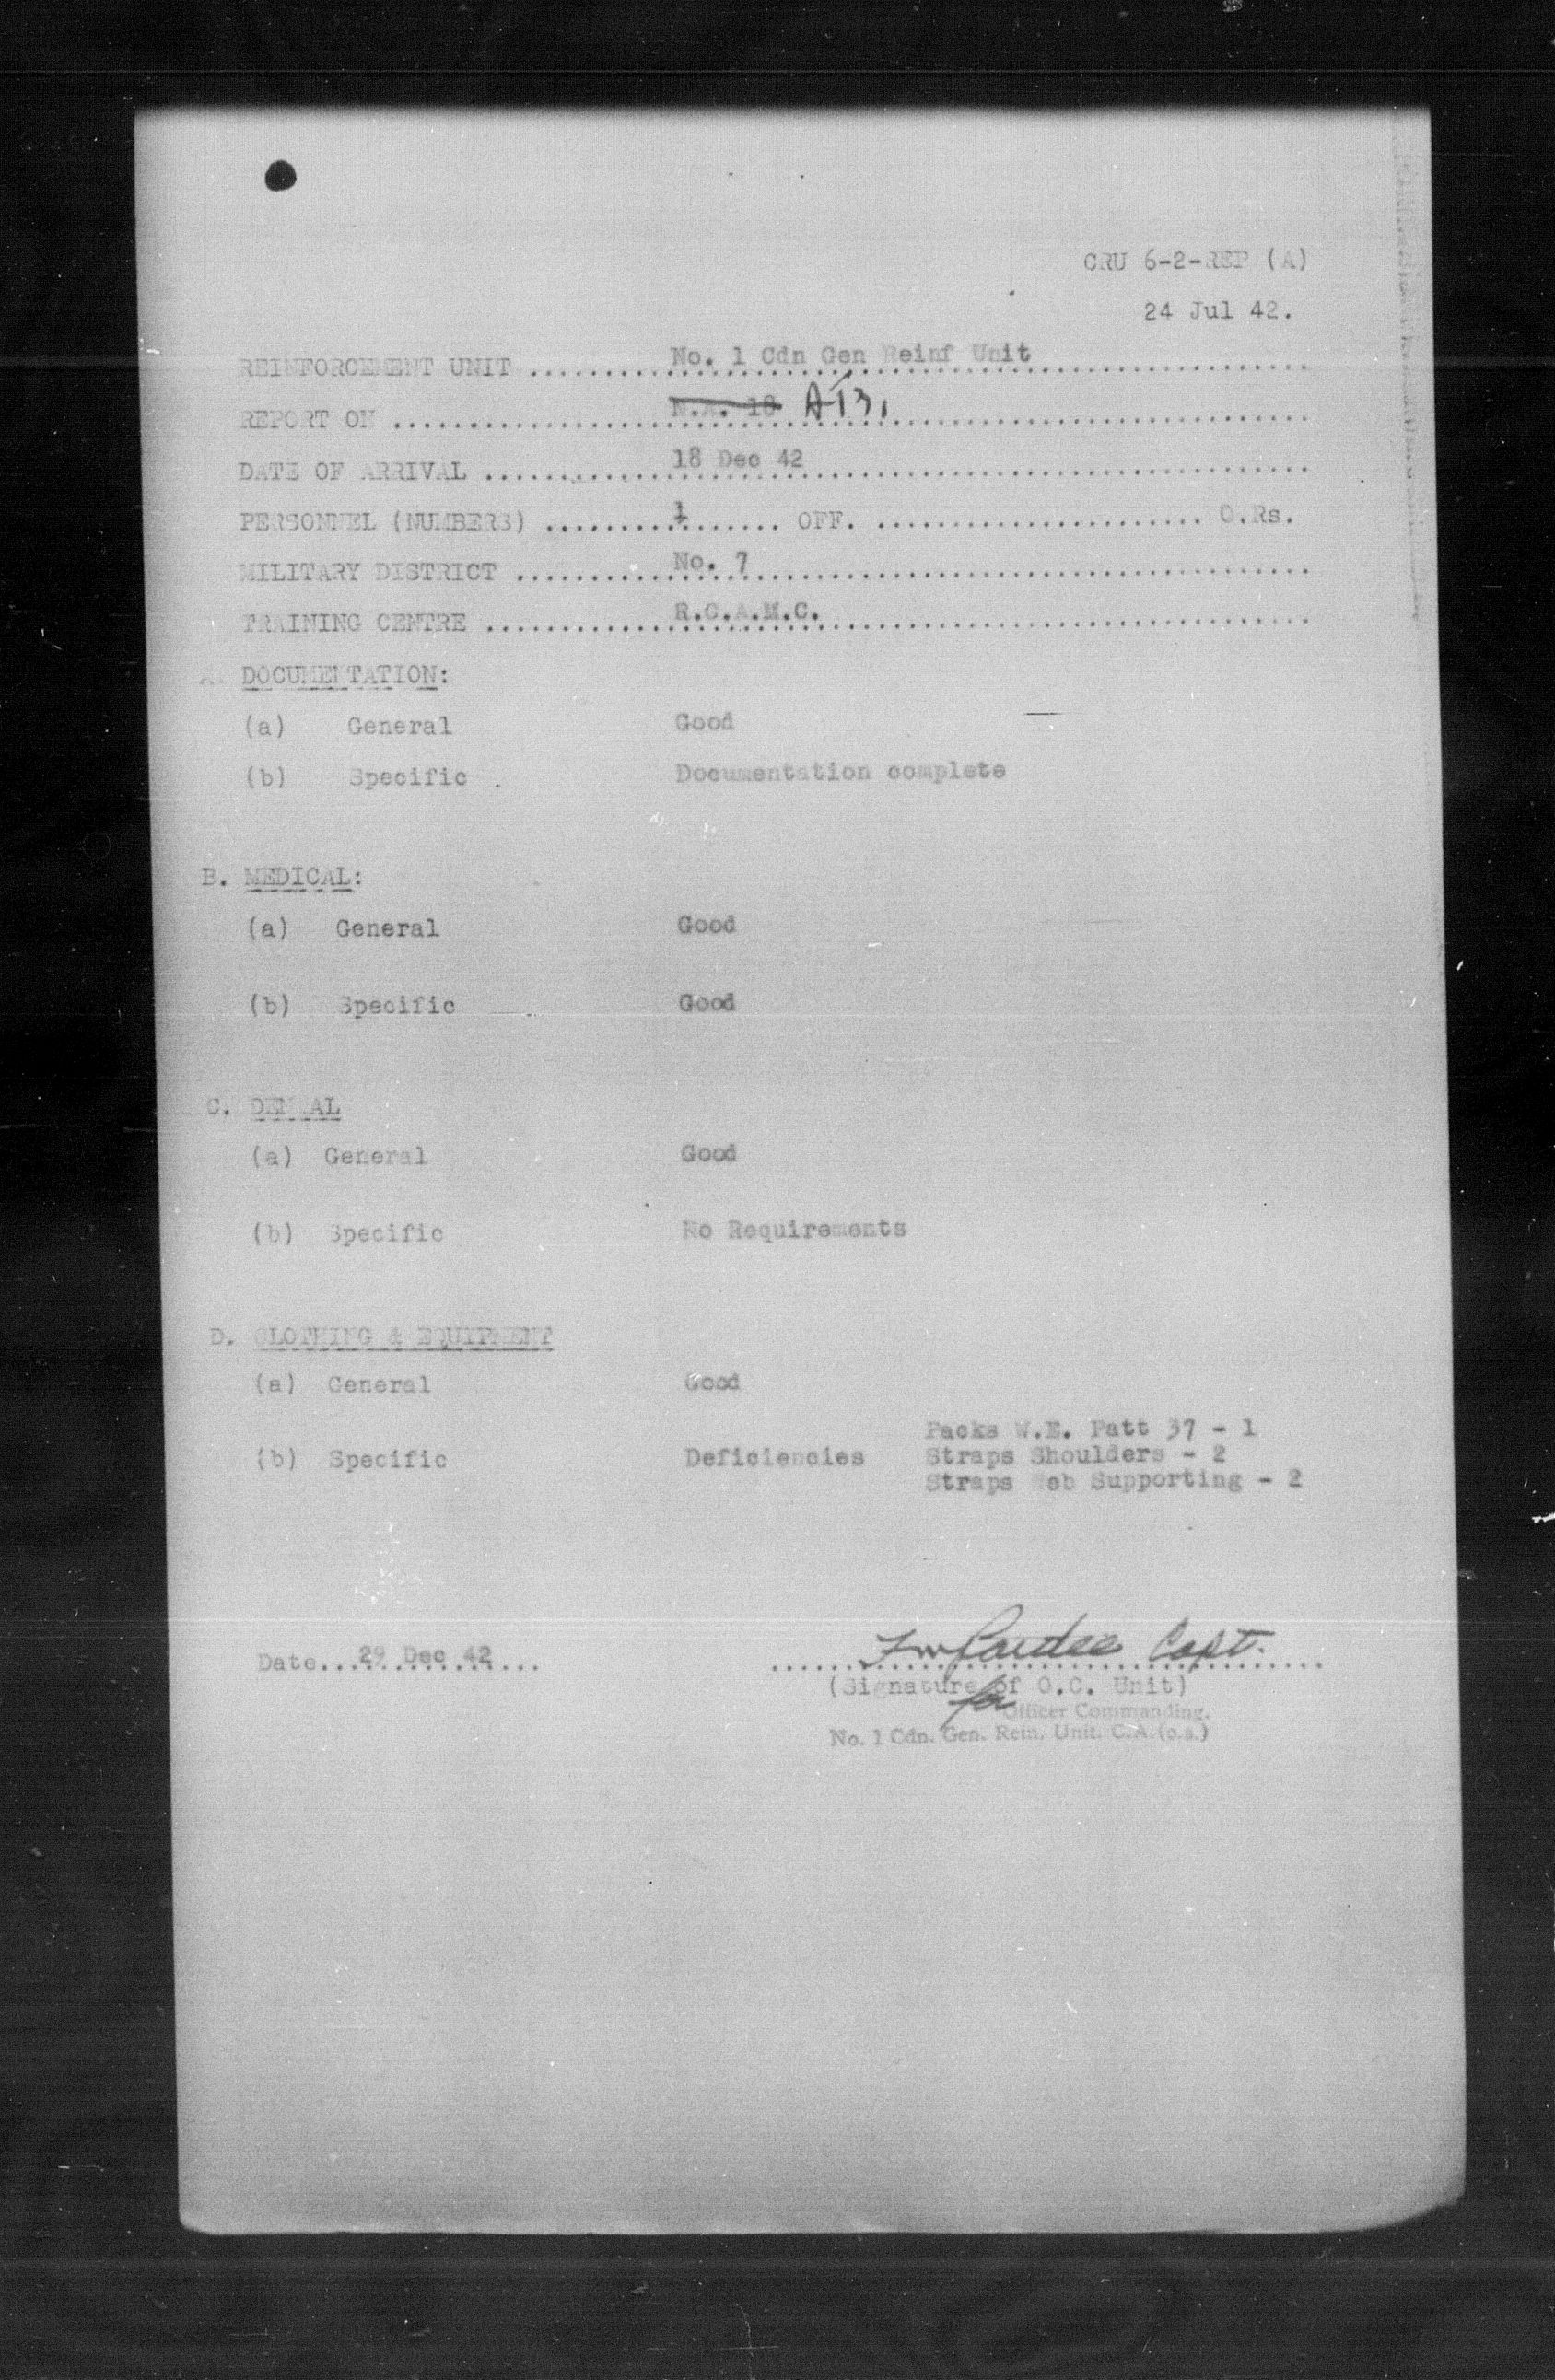 CRU 6-2-REP (A)
24 Jul 42.
REINFORCEMENT UNIT ........ No. 1 Cdn Gen Reinf Unit ........
REPORT ON ........ N.A. 18 ........
DATE OF ARRIVAL ........ 18 Dec 42 ........
PERSONNEL (NUMBERS) ........ 1 ........ OFF. ........ O.Rs.
MILITARY DISTRICT ........ No. 7 ........
TRAINING CENTRE ........ R.C.A.M.C. ........
A. DOCUMENTATION:
(a) General Good
(b) Specific Documentation complete
B. MEDICAL:
(a) General Good
(b) Specific Good
C. DENTAL
(a) General Good
(b) Specific No Requirements
D. CLOTHING & EQUIPMENT
(a) General Good
Packs W.E. Patt 37 - 1
(b) Specific Deficiencies Straps Shoulders - 2
Straps Web Supporting - 2
Date... 29 Dec 42 ... Capt.
(Signature of O.C. Unit)
for Officer Commanding.
No. 1 Cdn. Gen. Rein. Unit. C.A.(o.s.)